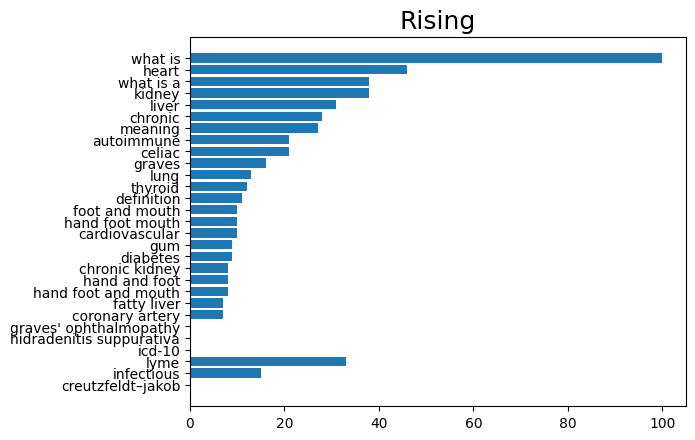 Rising
what is
heart
what is a
kidney
liver
chronic
meaning
autoimmune
celiac
graves
lung
thyroid
definition
foot and mouth
hand foot mouth
cardiovascular
gum
diabetes
chronic kidney
hand and foot
hand foot and mouth
fatty liver
coronary artery
graves' ophthalmopathy
hidradenitis suppurativa
icd-10
lyme
infectious
creutzfeldt–jakob
0 20 40 60 80 100